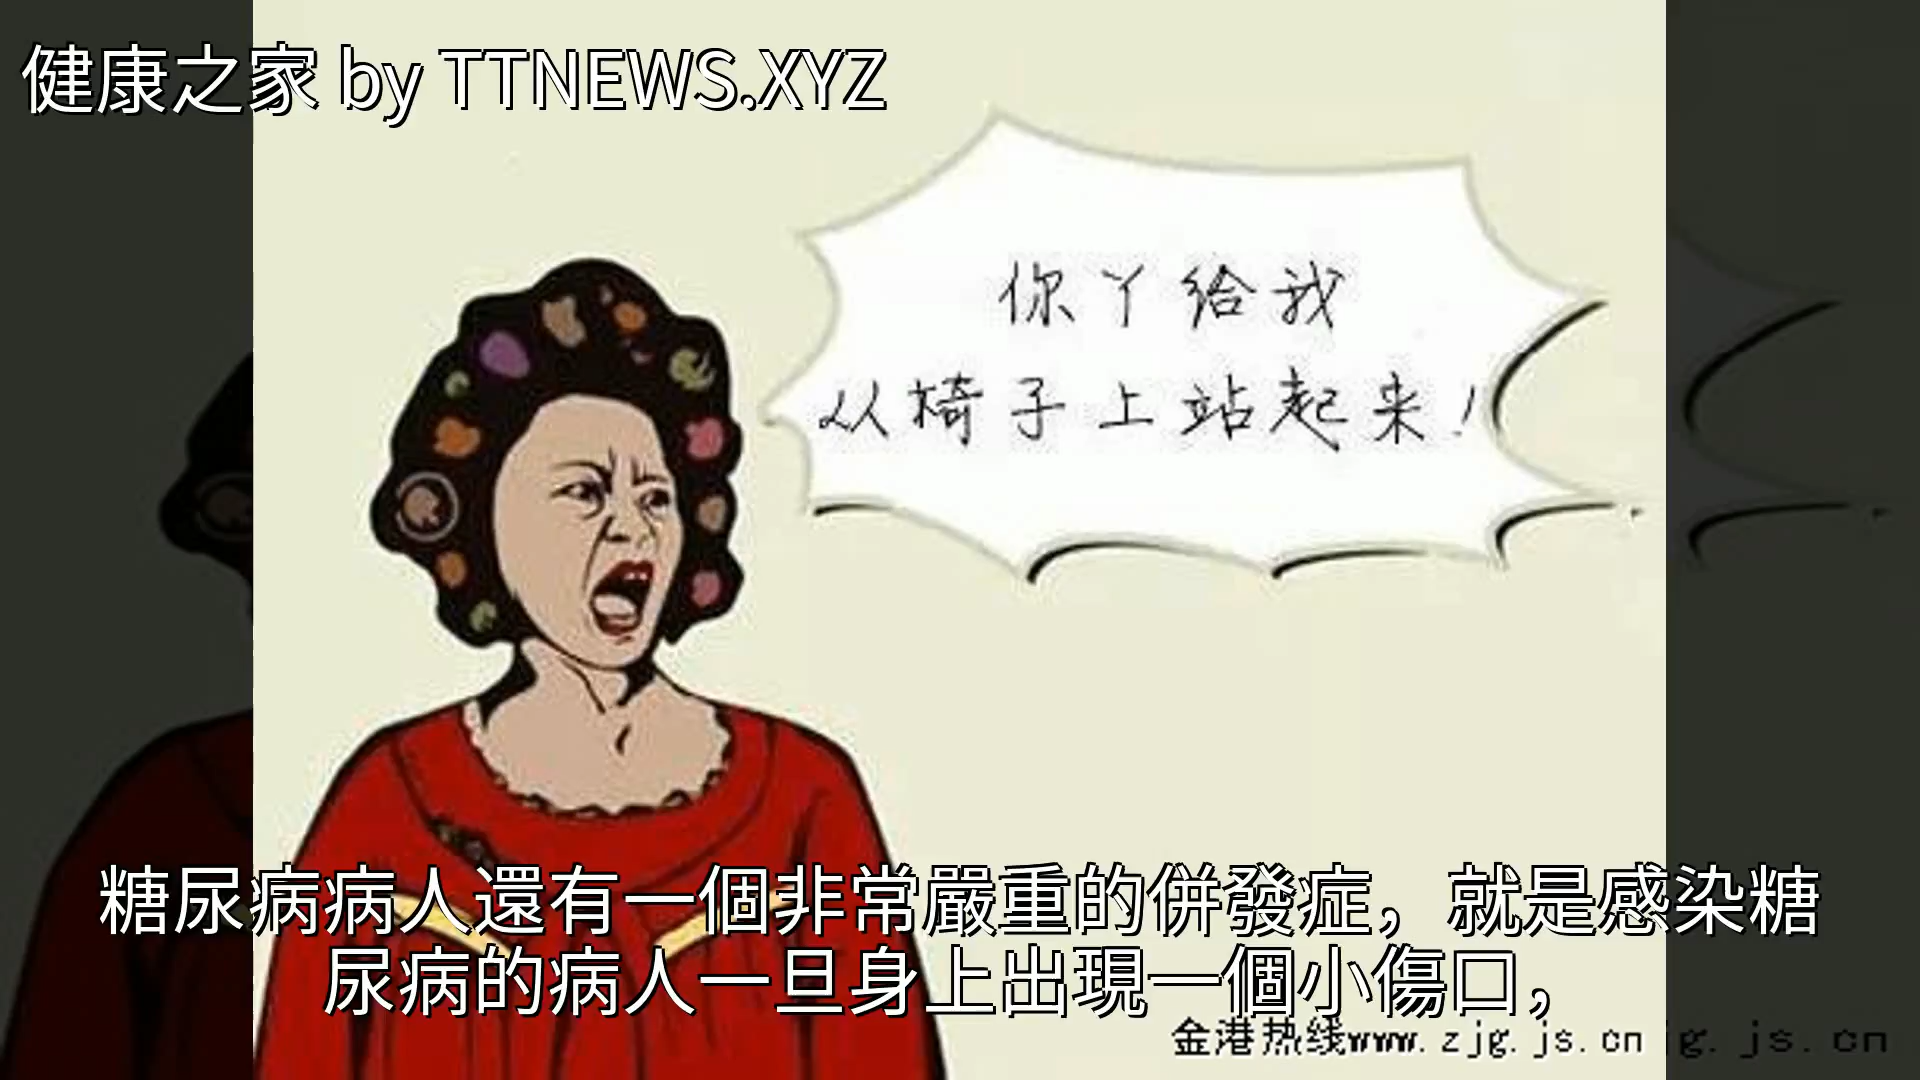 健康之家 by TTNEWS.XYZ
你丫给我
从椅子上站起来!
糖尿病病人還有一個非常嚴重的併發症，就是感染糖
尿病的病人一旦身上出現一個小傷口，
金港热线www.zjg.js.cn
ig.js.cn